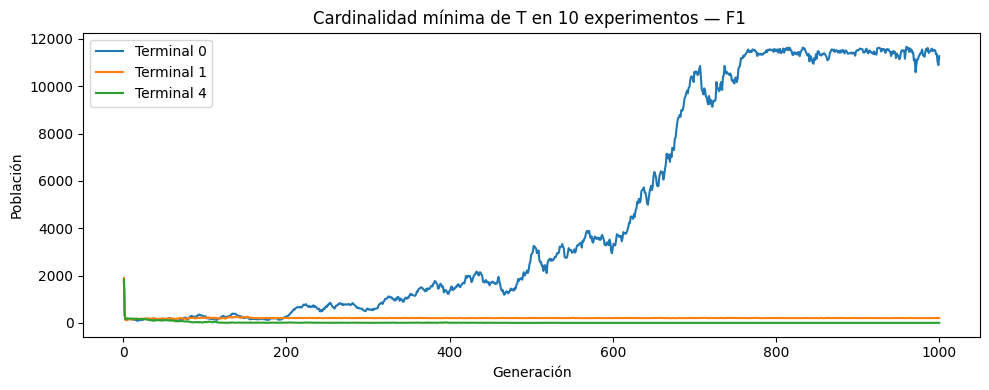 Cardinalidad mínima de T en 10 experimentos — F1
Terminal 0
Terminal 1
Terminal 4
Población
12000
10000
8000
6000
4000
2000
0
0
200
400
600
800
1000
Generación